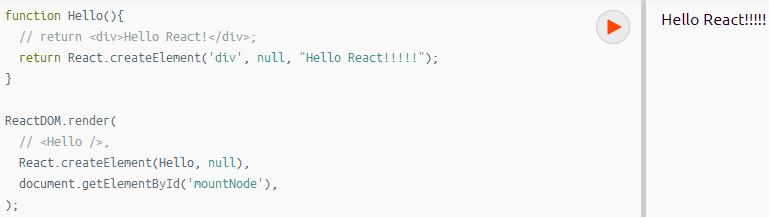 function Hello(){
  // return <div>Hello React!</div>;
  return React.createElement('div', null, "Hello React!!!!!");
}
ReactDOM.render(
  // <Hello />,
  React.createElement(Hello, null),
  document.getElementById('mountNode'),
);
Hello React!!!!!